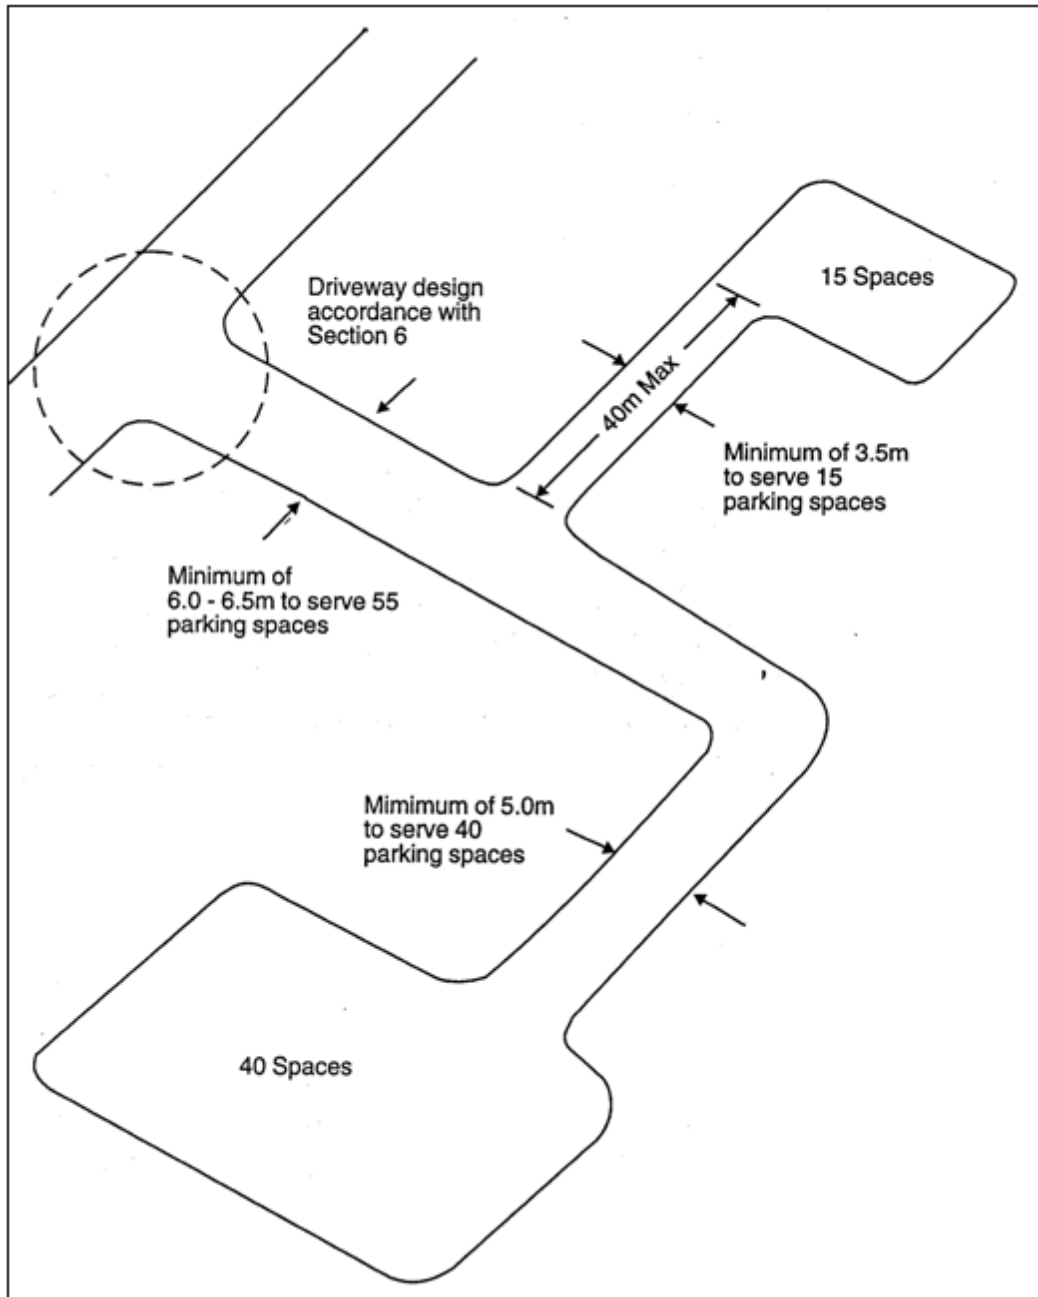 15 Spaces
Driveway design
accordance with
Section 6
40m Max
Minimum of 3.5m
to serve 15
parking spaces
Minimum of
6.0 - 6.5m to serve 55
parking spaces
Mimimum of 5.0m
to serve 40
parking spaces
40 Spaces